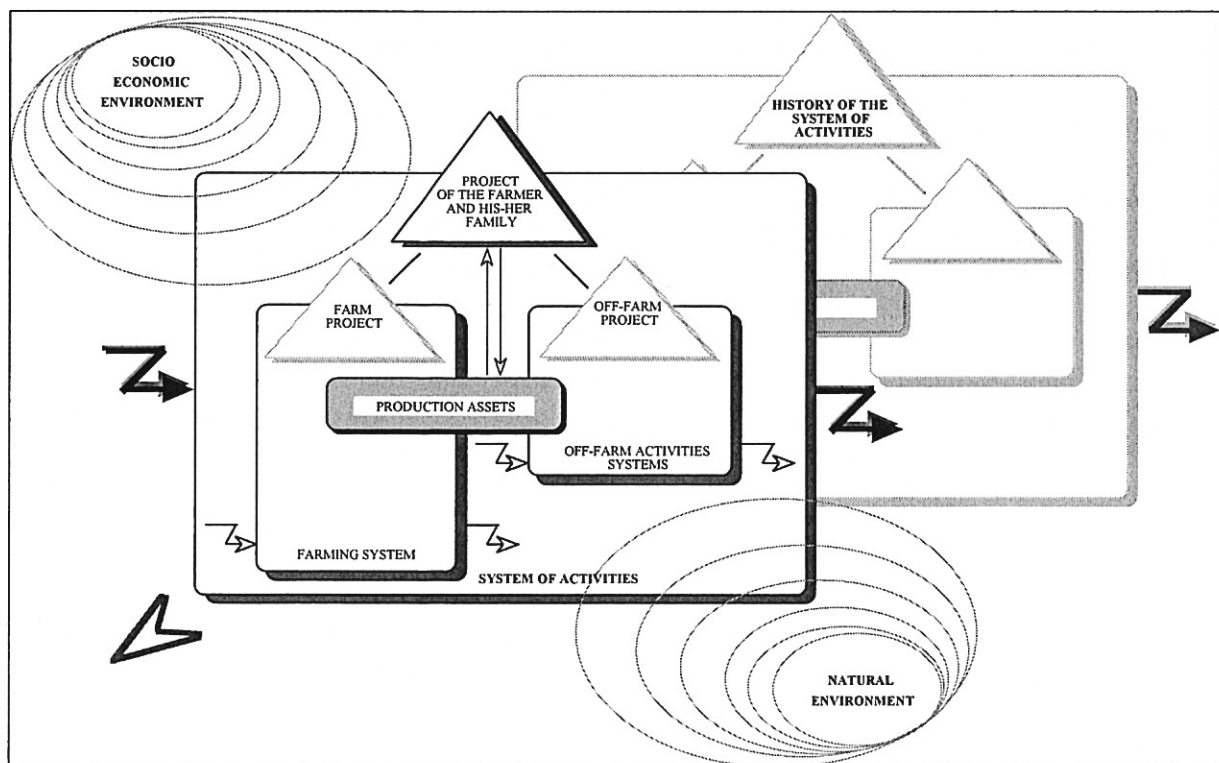 SOCIO
ECONOMIC
ENVIRONMENT
HISTORY OF THE
SYSTEM OF
ACTIVITIES
PROJECT
OF THE FARMER
AND HIS-HER
FAMILY
FARM
PROJECT
OFF-FARM
PROJECT
PRODUCTION ASSETS
OFF-FARM ACTIVITIES
SYSTEMS
FARMING SYSTEM
SYSTEM OF ACTIVITIES
NATURAL
ENVIRONMENT